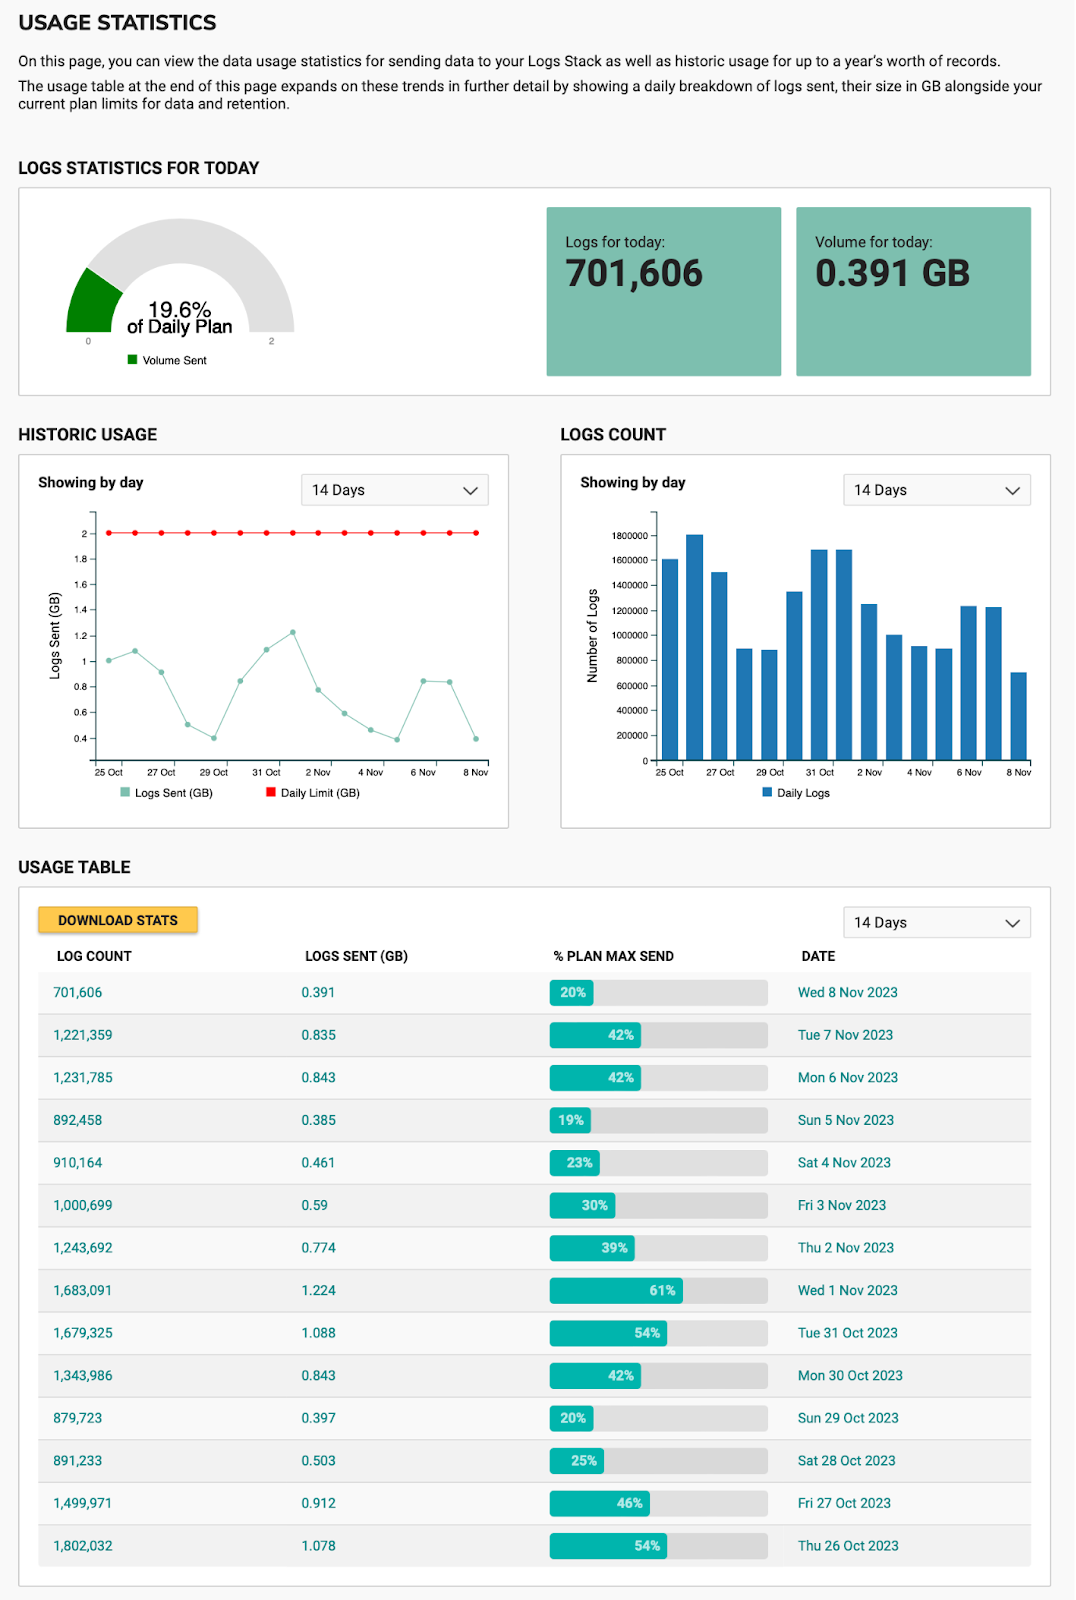 USAGE STATISTICS
On this page, you can view the data usage statistics for sending data to your Logs Stack as well as historic usage for up to a year's worth of records.
The usage table at the end of this page expands on these trends in further detail by showing a daily breakdown of logs sent, their size in GB alongside your
current plan limits for data and retention.
LOGS STATISTICS FOR TODAY
19.6%
of Daily Plan
0 2
Volume Sent
Logs for today:
701,606
Volume for today:
0.391 GB
HISTORIC USAGE
Showing by day
14 Days
Logs Sent (GB)
2
1.8
1.6
1.4
1.2
1
0.8
0.6
0.4
25 Oct 27 Oct 29 Oct 31 Oct 2 Nov 4 Nov 6 Nov 8 Nov
Logs Sent (GB) Daily Limit (GB)
LOGS COUNT
Showing by day
14 Days
Number of Logs
1800000
1600000
1400000
1200000
1000000
800000
600000
400000
200000
0
25 Oct 27 Oct 29 Oct 31 Oct 2 Nov 4 Nov 6 Nov 8 Nov
Daily Logs
USAGE TABLE
DOWNLOAD STATS
14 Days
LOG COUNT LOGS SENT (GB) % PLAN MAX SEND DATE
701,606 0.391 20% Wed 8 Nov 2023
1,221,359 0.835 42% Tue 7 Nov 2023
1,231,785 0.843 42% Mon 6 Nov 2023
892,458 0.385 19% Sun 5 Nov 2023
910,164 0.461 23% Sat 4 Nov 2023
1,000,699 0.59 30% Fri 3 Nov 2023
1,243,692 0.774 39% Thu 2 Nov 2023
1,683,091 1.224 61% Wed 1 Nov 2023
1,679,325 1.088 54% Tue 31 Oct 2023
1,343,986 0.843 42% Mon 30 Oct 2023
879,723 0.397 20% Sun 29 Oct 2023
891,233 0.503 25% Sat 28 Oct 2023
1,499,971 0.912 46% Fri 27 Oct 2023
1,802,032 1.078 54% Thu 26 Oct 2023